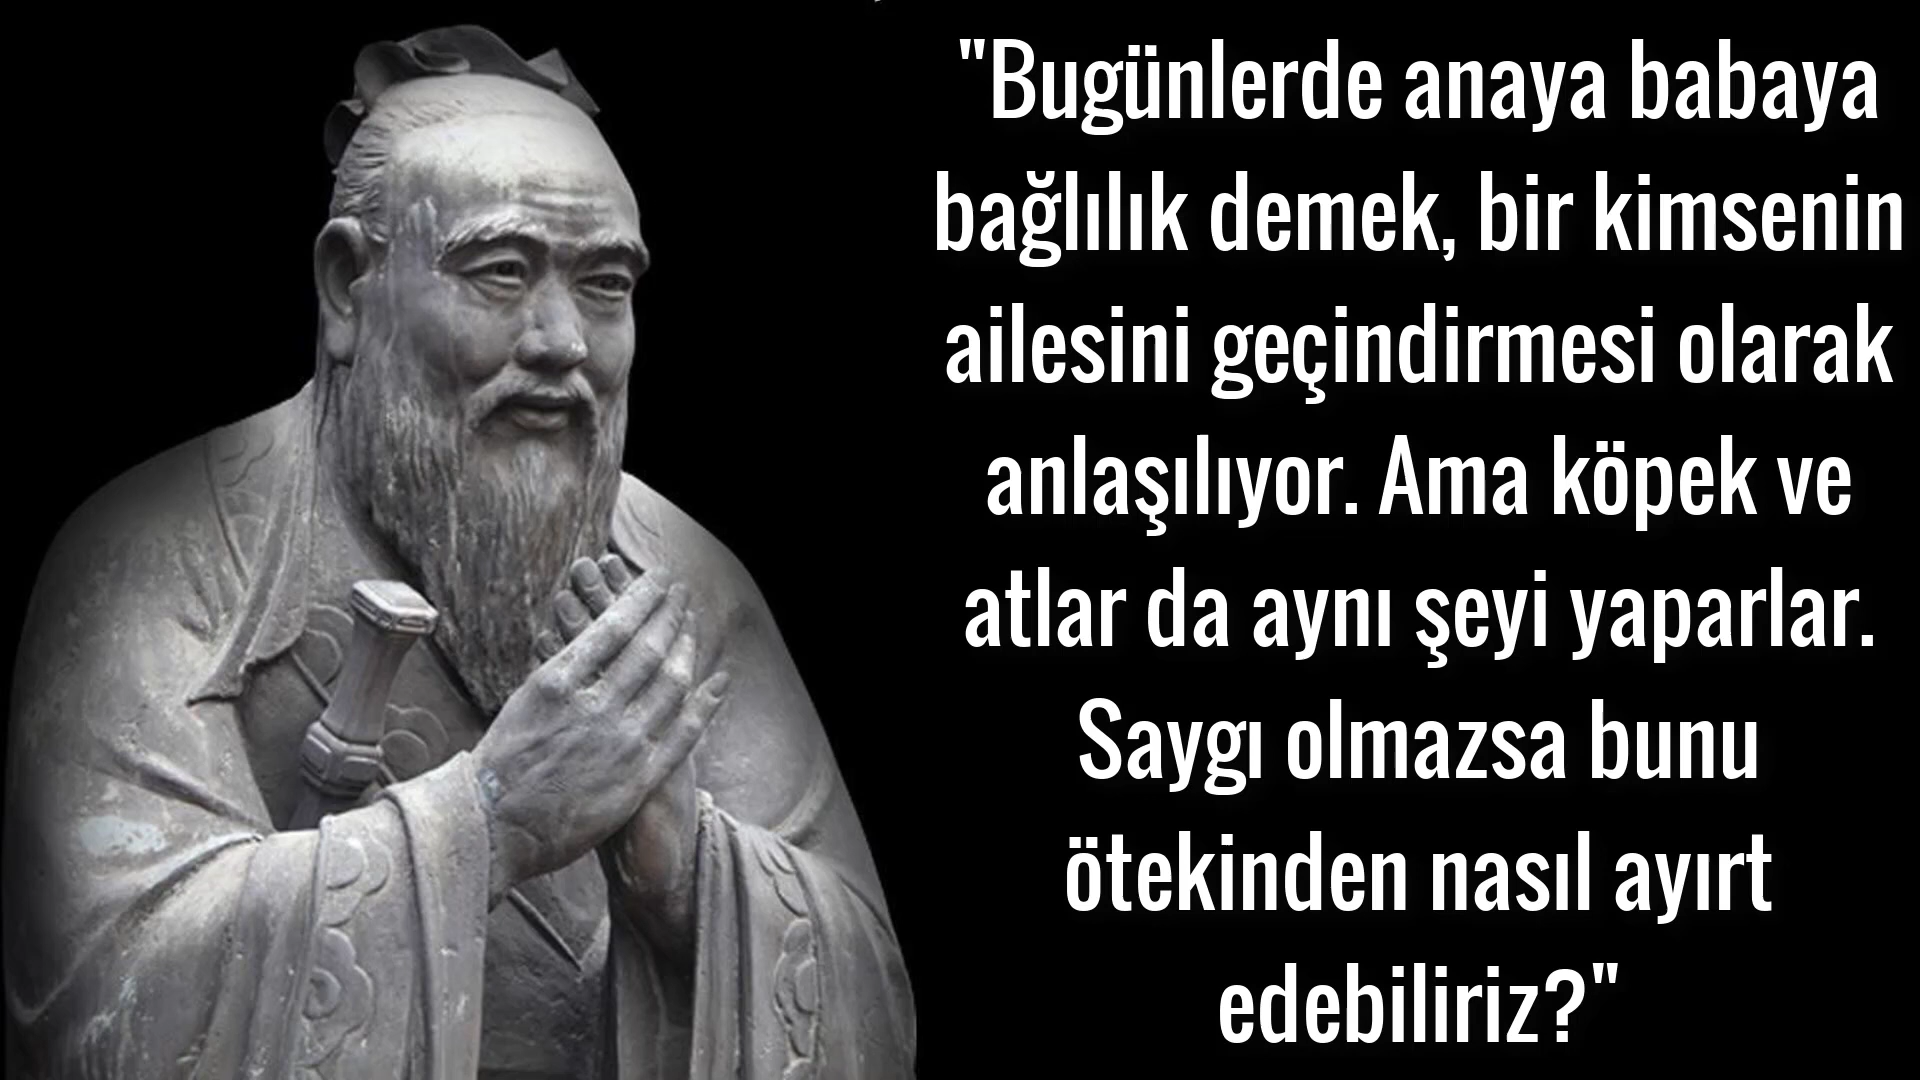 "Bugünlerde anaya babaya
bağlılık demek, bir kimsenin
ailesini geçindirmesi olarak
anlaşılıyor. Ama köpek ve
atlar da aynı şeyi yaparlar.
Saygı olmazsa bunu
ötekinden nasıl ayırt
edebiliriz?"